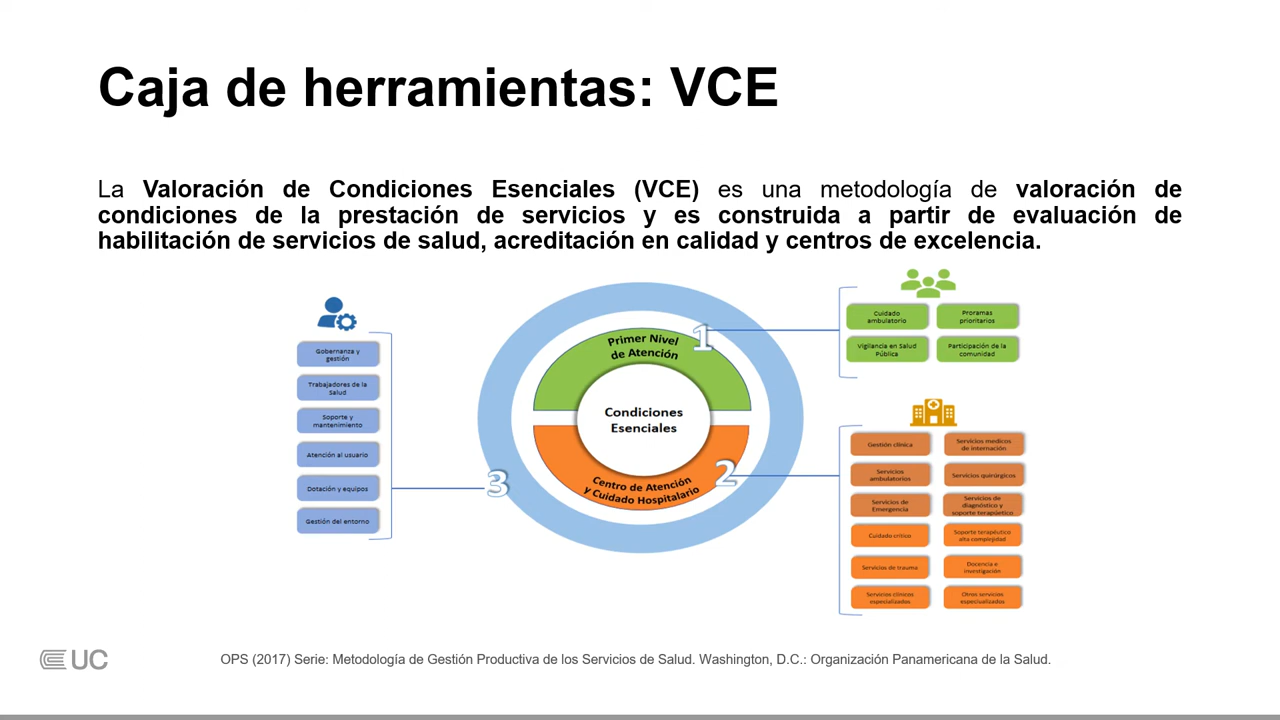 Caja de herramientas: VCE
La Valoración de Condiciones Esenciales (VCE) es una metodología de valoración de
condiciones de la prestación de servicios y es construida a partir de evaluación de
habilitación de servicios de salud, acreditación en calidad y centros de excelencia.
Gobernanza y
gestión
Trabajadores de la
Salud
Soporte y
mantenimiento
Atención al usuario
Dotación y equipos
Gestión del entorno
3
Primer Nivel
de Atención
1
Condiciones
Esenciales
2
Centro de Atención
y Cuidado Hospitalario
Cuidado
ambulatorio
Proramas
prioritarios
Vigilancia en Salud
Pública
Participación de la
comunidad
Gestión clínica
Servicios medicos
de internación
Servicios
ambulatorios
Servicios quirúrgicos
Servicios de
Emergencia
Servicios de
diagnóstico y
soporte terapúetico
Cuidado critico
Soporte terapéutico
alta complejidad
Servicios de trauma
Docencia e
investigación
Servicios clínicos
especializados
Otros servicios
especiualizados
UC
OPS (2017) Serie: Metodología de Gestión Productiva de los Servicios de Salud. Washington, D.C.: Organización Panamericana de la Salud.